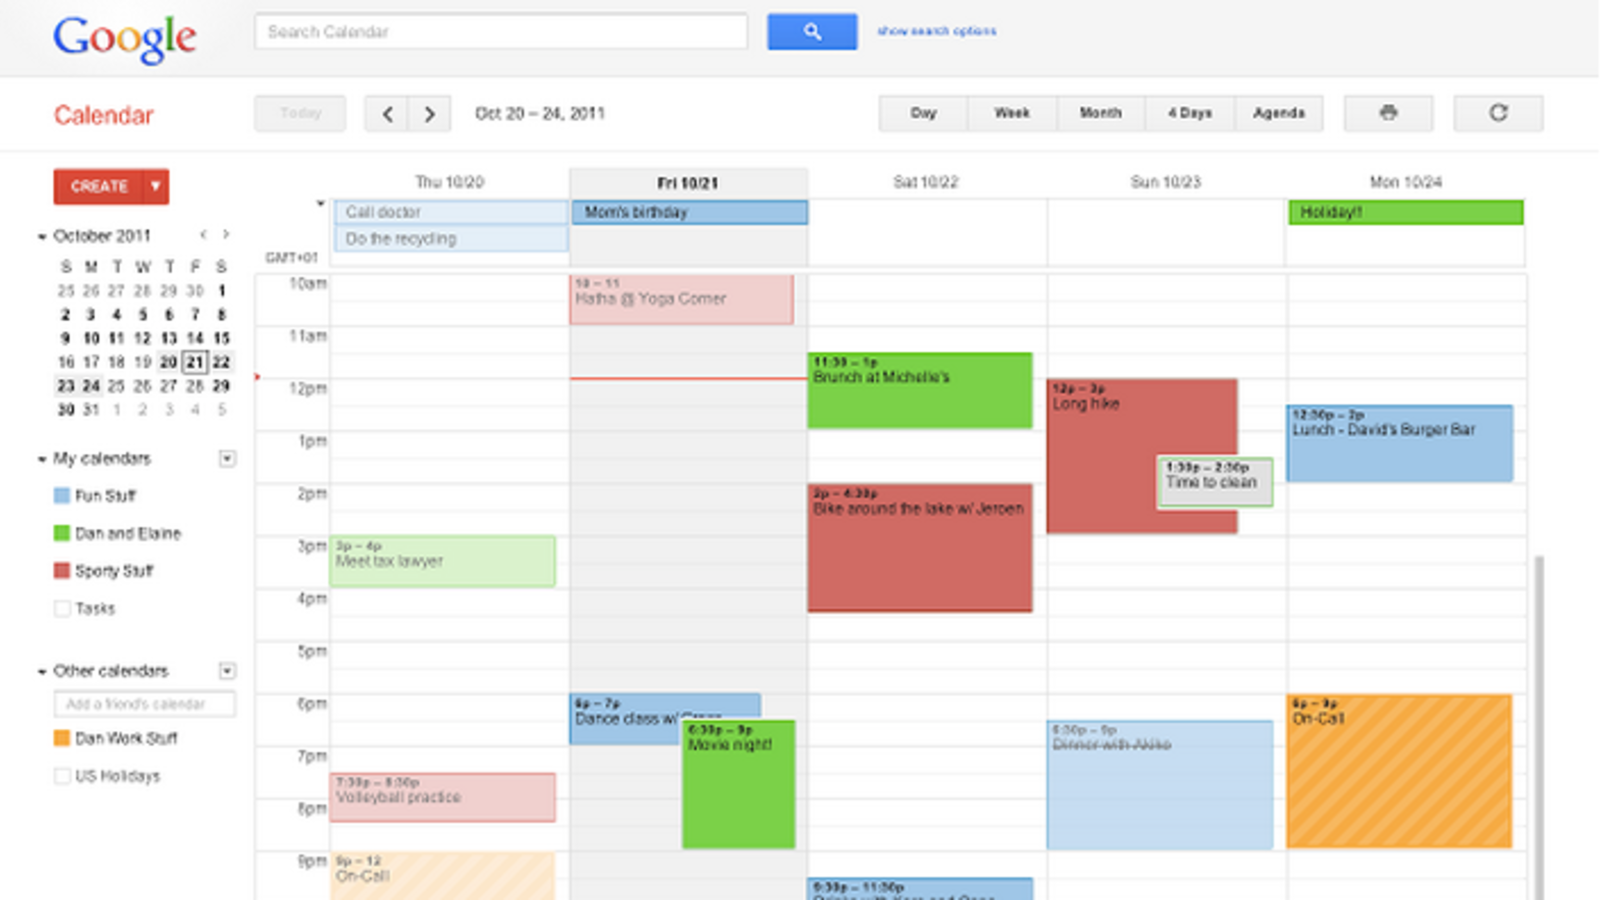 Google
Search Calendar
show search options
Calendar
Today
Oct 20 – 24, 2011
Day
Week
Month
4 Days
Agenda
CREATE
Thu 10/20
Fri 10/21
Sat 10/22
Sun 10/23
Mon 10/24
Call doctor
Mom's birthday
Holiday!!
Do the recycling
GMT+01
October 2011
S M T W T F S
25 26 27 28 29 30 1
2 3 4 5 6 7 8
9 10 11 12 13 14 15
16 17 18 19 20 21 22
23 24 25 26 27 28 29
30 31 1 2 3 4 5
My calendars
Fun Stuff
Dan and Elaine
Sporty Stuff
Tasks
Other calendars
Add a friend's calendar
Dan Work Stuff
US Holidays
10am
11am
12pm
1pm
2pm
3pm
4pm
5pm
6pm
7pm
8pm
9pm
3p – 4p
Meet tax lawyer
7:30p – 8:30p
Volleyball practice
9p – 12
On-Call
10 – 11
Hatha @ Yoga Corner
6p – 7p
Dance class w/
6:30p – 9p
Movie night!
11:30 – 1p
Brunch at Michelle's
2p – 4:30p
Bike around the lake w/ Jeroen
9:30p – 11:30p
12p – 3p
Long hike
1:30p – 2:30p
Time to clean
6:30p – 9p
Dinner with Akiko
12:30p – 2p
Lunch - David's Burger Bar
6p – 9p
On-Call